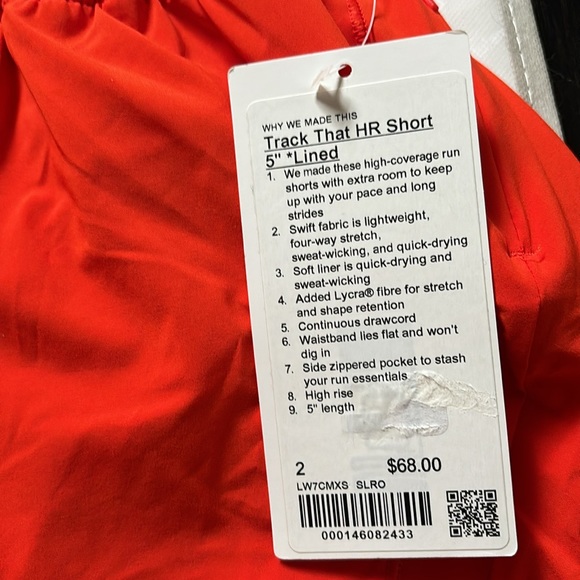 WHY WE MADE THIS
Track That HR Short
5" *Lined
1. We made these high-coverage run
shorts with extra room to keep
up with your pace and long
strides
2. Swift fabric is lightweight,
four-way stretch,
sweat-wicking, and quick-drying
3. Soft liner is quick-drying and
sweat-wicking
4. Added Lycra® fibre for stretch
and shape retention
5. Continuous drawcord
6. Waistband lies flat and won't
dig in
7. Side zippered pocket to stash
your run essentials
8. High rise
9. 5" length
2 $68.00
LW7CMXS SLRO
000146082433